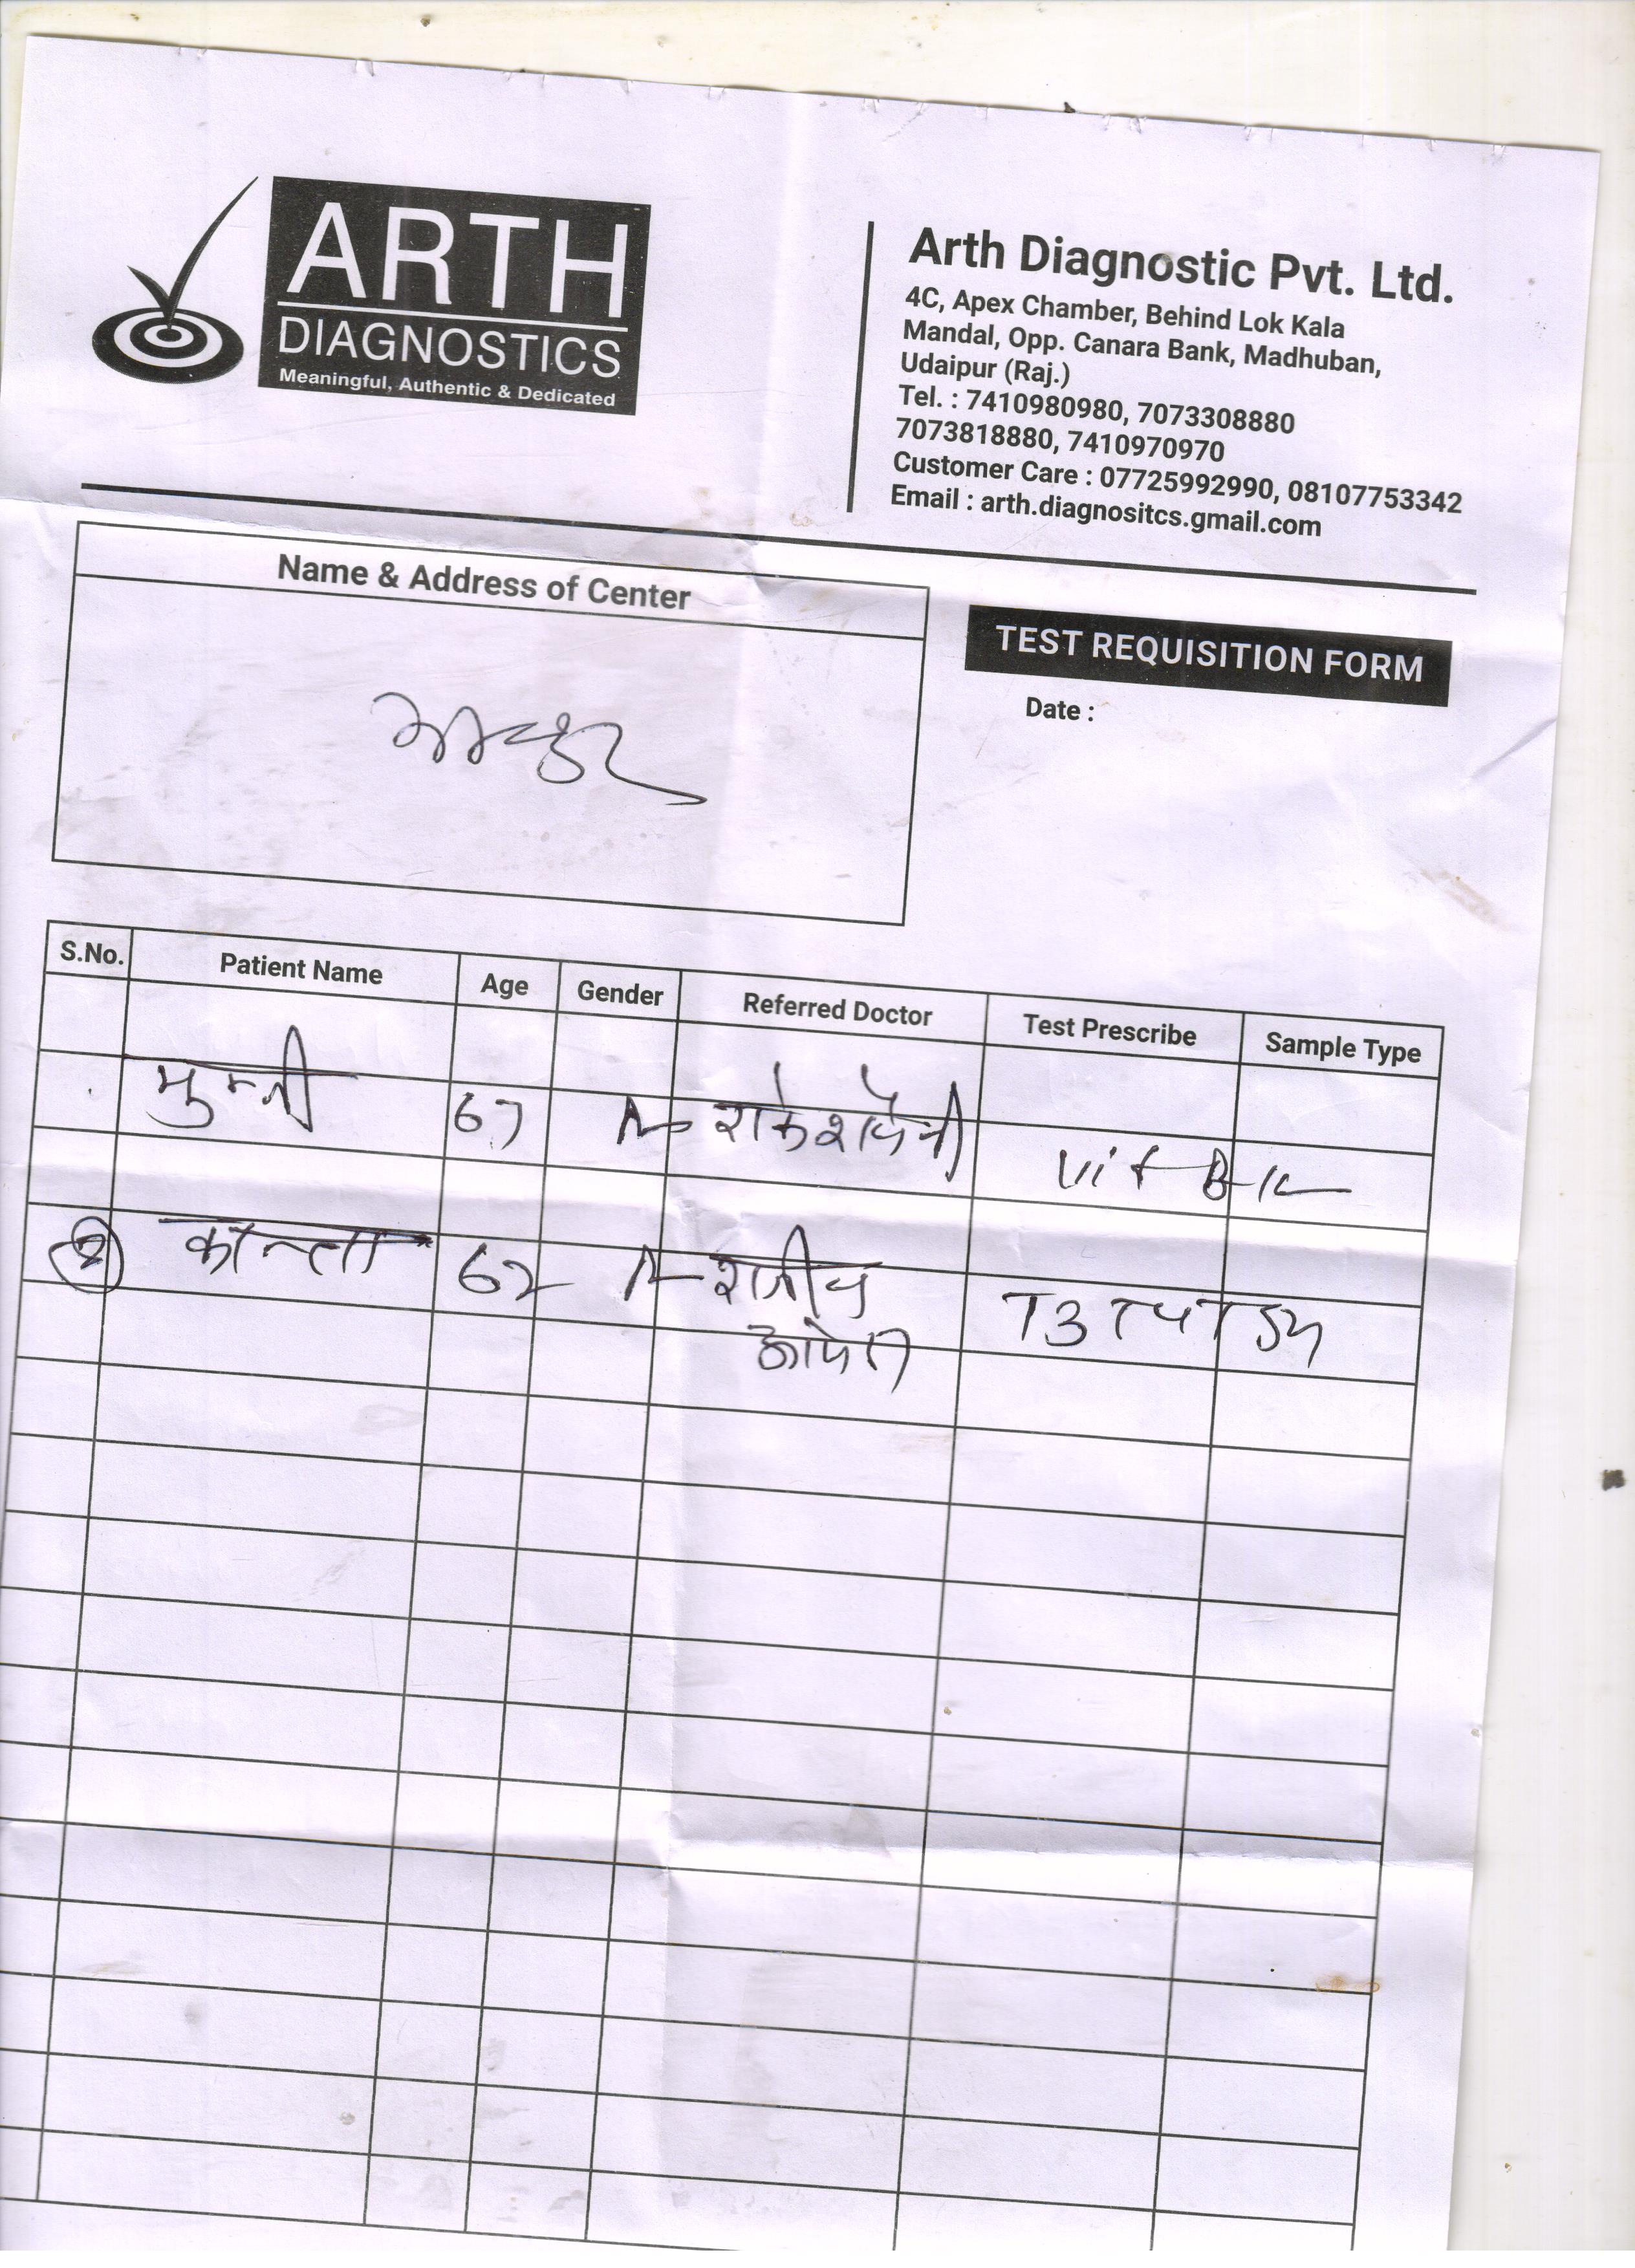 ARTH
DIAGNOSTICS
Meaningful, Authentic & Dedicated
Arth Diagnostic Pvt. Ltd.
4C, Apex Chamber, Behind Lok Kala
Mandal, Opp. Canara Bank, Madhuban,
Udaipur (Raj.)
Tel. : 7410980980, 7073308880
7073818880, 7410970970
Customer Care : 07725992990, 08107753342
Email : arth.diagnositcs.gmail.com
Name & Address of Center
TEST REQUISITION FORM
Date :
S.No. Patient Name Age Gender Referred Doctor Test Prescribe Sample Type
मुन्नी 67 Vit B12
2 कान्ता 62 T3 T4 TSH